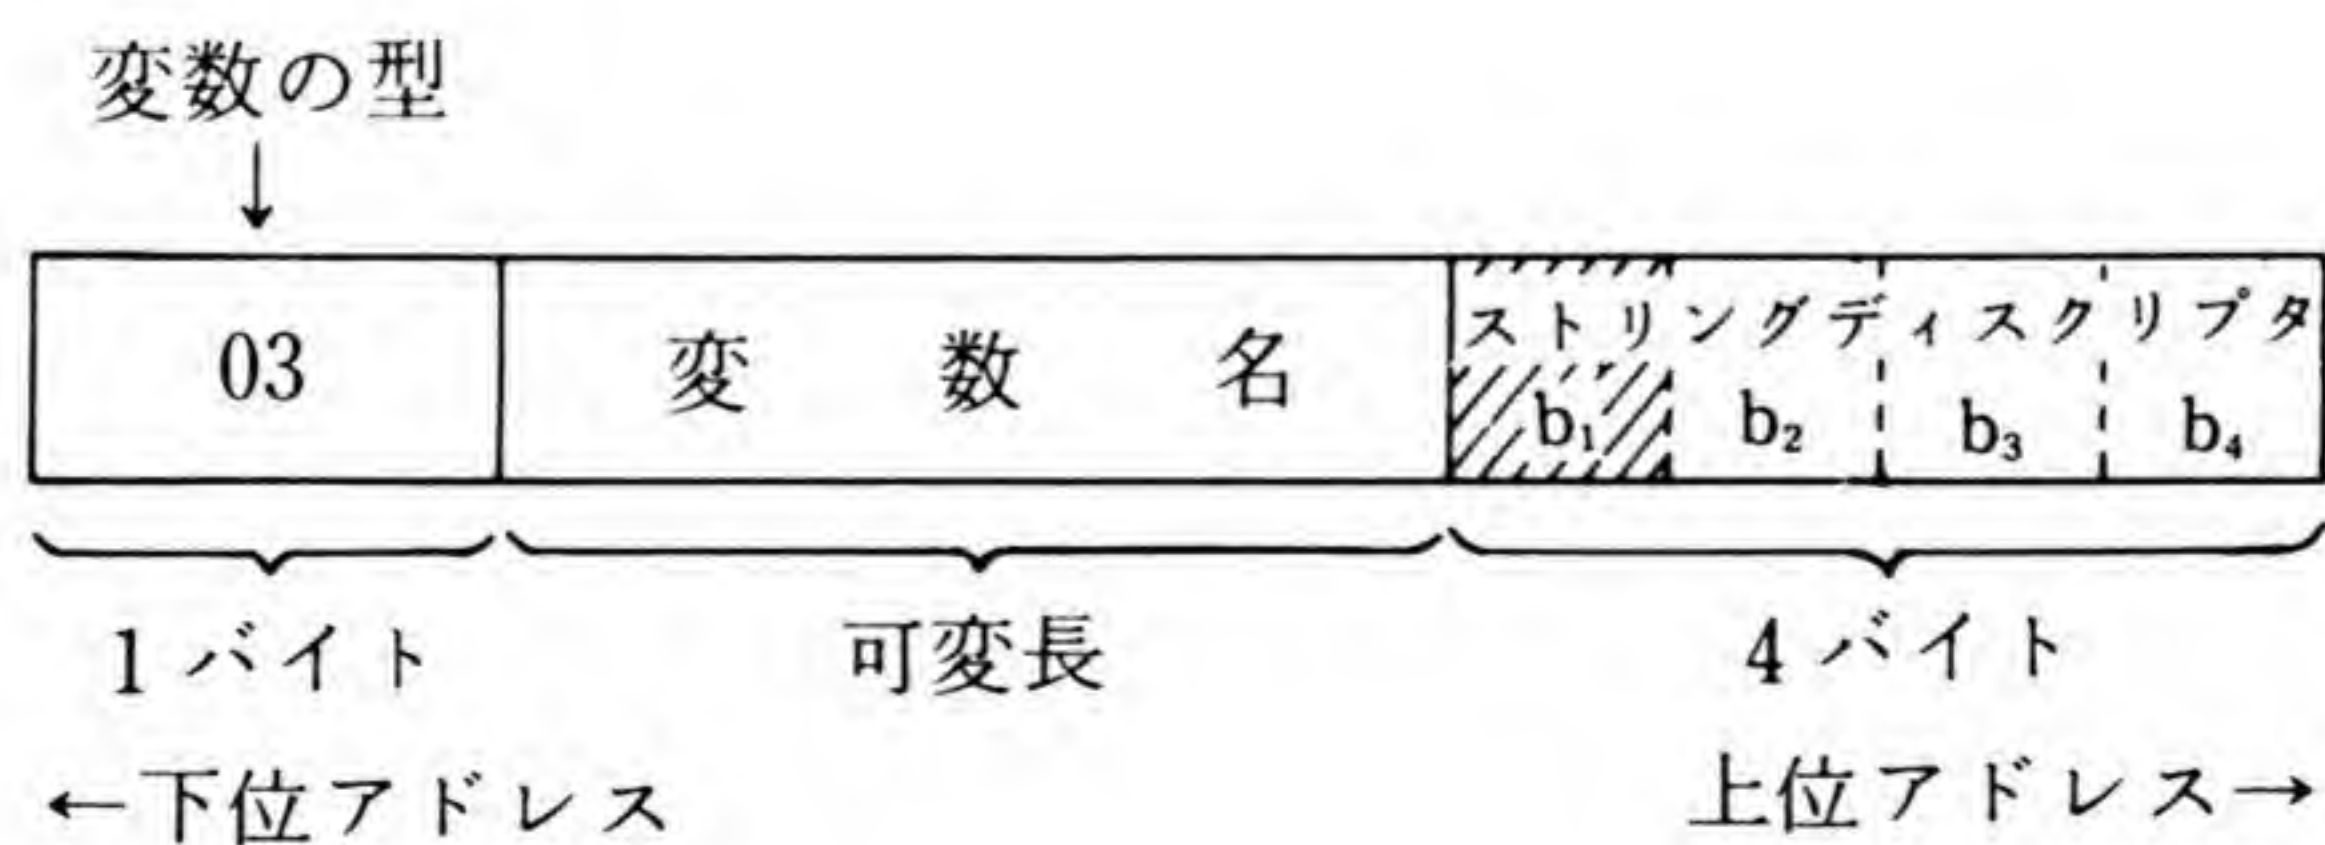 変数の型
↓
03 変数名 ストリングディスクリプタ
b₁ b₂ b₃ b₄
1バイト 可変長 4バイト
←下位アドレス 上位アドレス→